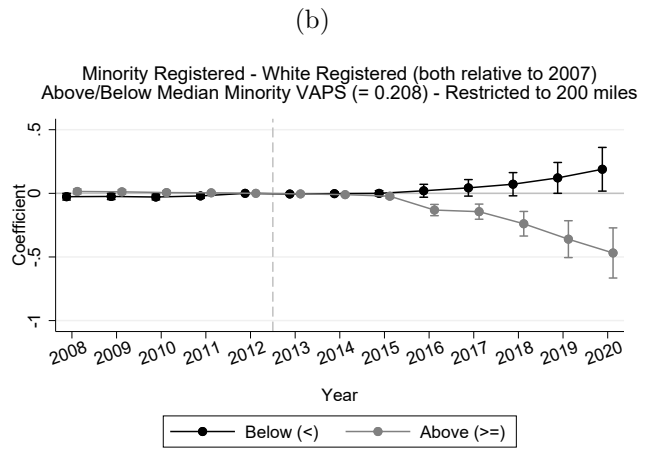 (b)
Minority Registered - White Registered (both relative to 2007)
Above/Below Median Minority VAPS (= 0.208) - Restricted to 200 miles
Coefficient
.5
0
-.5
-1
2008 2009 2010 2011 2012 2013 2014 2015 2016 2017 2018 2019 2020
Year
Below (<) Above (>=)